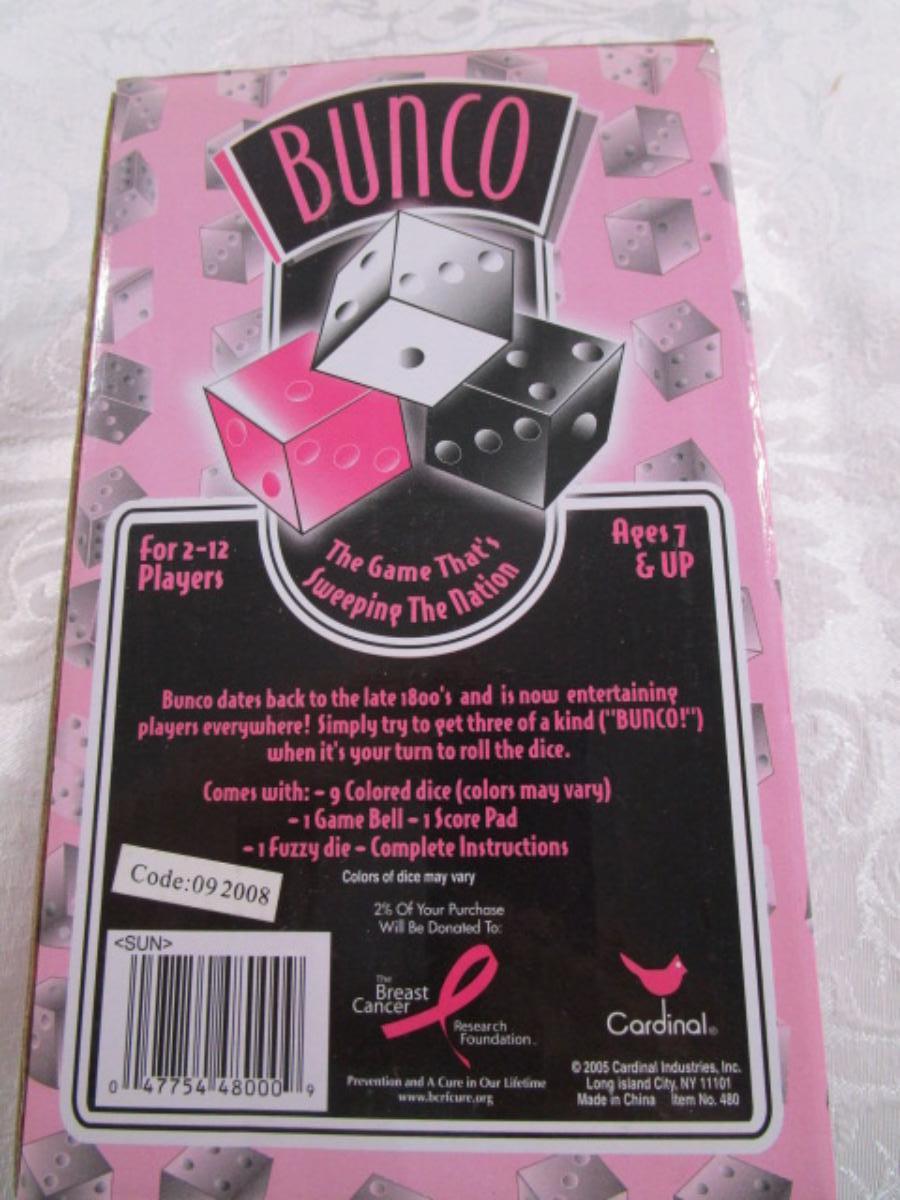 BUNCO
For 2-12
Players
Ages 7
& UP
The Game That's
Sweeping The Nation
Bunco dates back to the late 1800's and is now entertaining
players everywhere! Simply try to get three of a kind ("BUNCO!")
when it's your turn to roll the dice.
Comes with: - 9 Colored dice (colors may vary)
- 1 Game Bell - 1 Score Pad
- 1 Fuzzy die - Complete Instructions
Colors of dice may vary
Code:092008
2% Of Your Purchase
Will Be Donated To:
<SUN>
0 47754 48000 9
The
Breast
Cancer
Research
Foundation
Prevention and A Cure in Our Lifetime
www.bcrfcure.org
Cardinal®
© 2005 Cardinal Industries, Inc.
Long Island City, NY 11101
Made in China Item No. 480